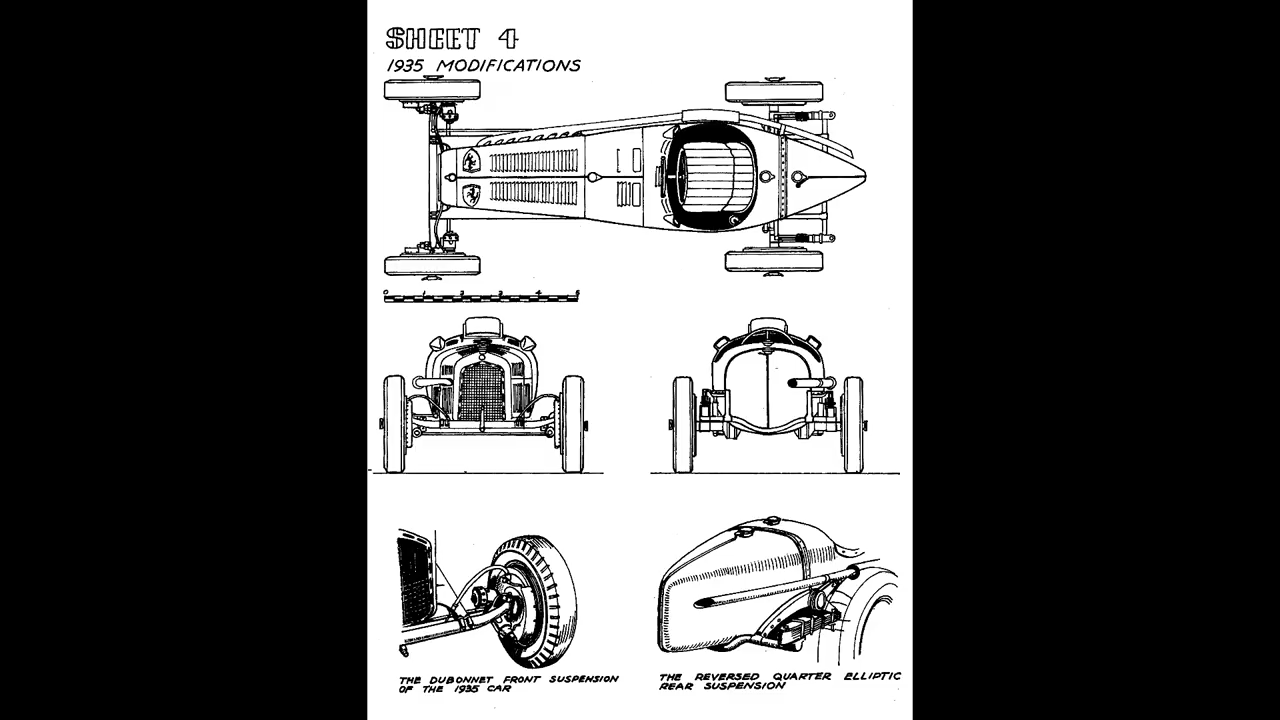 SHEET 4
1935 MODIFICATIONS
0 1 2 3 4 5
THE DUBONNET FRONT SUSPENSION
OF THE 1935 CAR
THE REVERSED QUARTER ELLIPTIC
REAR SUSPENSION